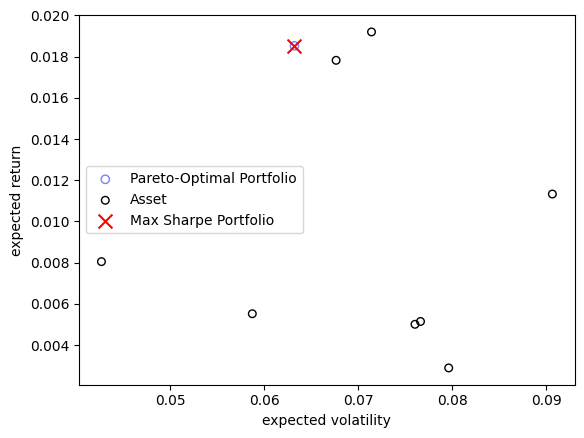 0.020
0.018
0.016
0.014
0.012
0.010
0.008
0.006
0.004
expected return
Pareto-Optimal Portfolio
Asset
Max Sharpe Portfolio
0.05 0.06 0.07 0.08 0.09
expected volatility